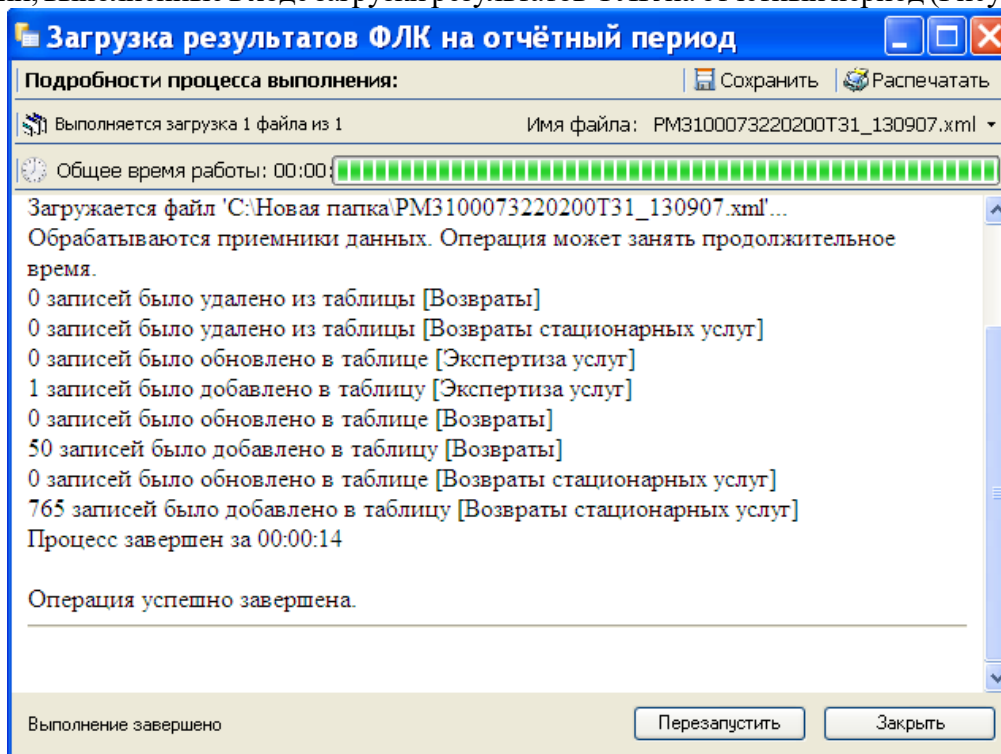 Загрузка результатов ФЛК на отчётный период
Подробности процесса выполнения:
Сохранить
Распечатать
Выполняется загрузка 1 файла из 1
Имя файла: PM3100073220200T31_130907.xml
Общее время работы: 00:00:
Загружается файл 'C:\Новая папка\PM3100073220200T31_130907.xml'...
Обрабатываются приемники данных. Операция может занять продолжительное
время.
0 записей было удалено из таблицы [Возвраты]
0 записей было удалено из таблицы [Возвраты стационарных услуг]
0 записей было обновлено в таблице [Экспертиза услуг]
1 записей было добавлено в таблицу [Экспертиза услуг]
0 записей было обновлено в таблице [Возвраты]
50 записей было добавлено в таблицу [Возвраты]
0 записей было обновлено в таблице [Возвраты стационарных услуг]
765 записей было добавлено в таблицу [Возвраты стационарных услуг]
Процесс завершен за 00:00:14
Операция успешно завершена.
Выполнение завершено
Перезапустить
Закрыть